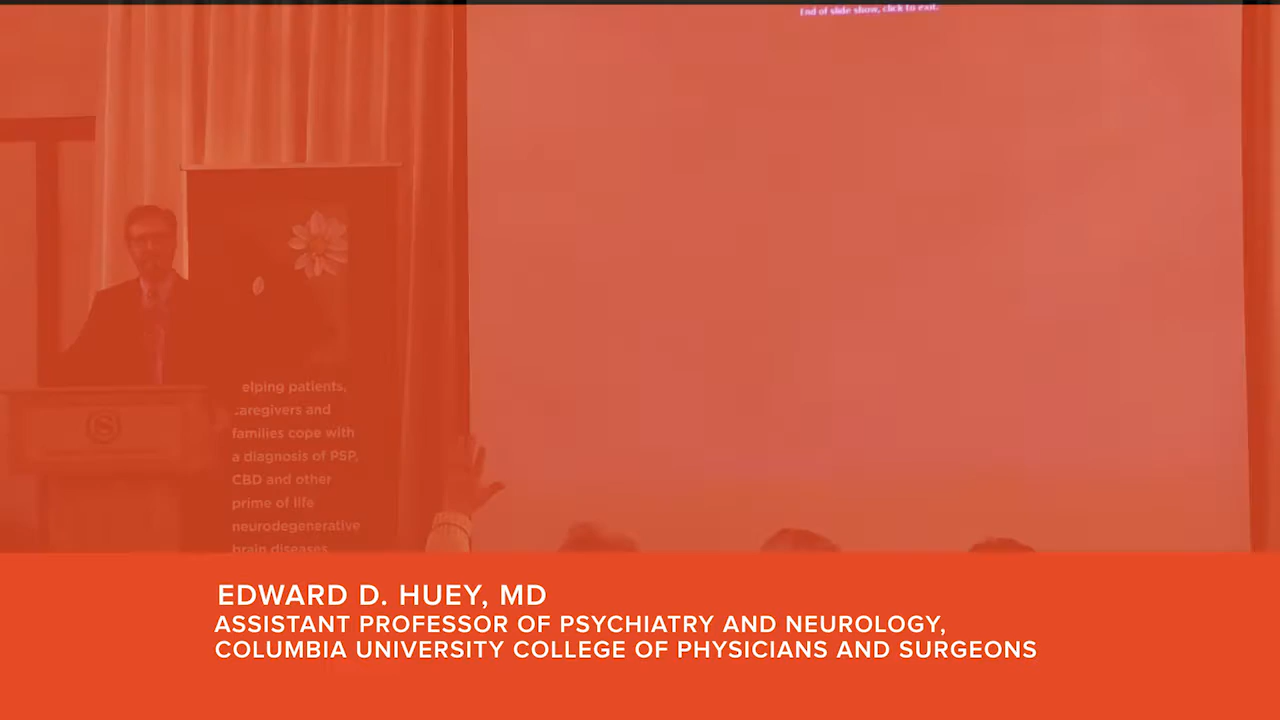 End of slide show, click to exit.
elping patients,
caregivers and
families cope with
a diagnosis of PSP,
CBD and other
prime of life
neurodegenerative
brain diseases
EDWARD D. HUEY, MD
ASSISTANT PROFESSOR OF PSYCHIATRY AND NEUROLOGY,
COLUMBIA UNIVERSITY COLLEGE OF PHYSICIANS AND SURGEONS